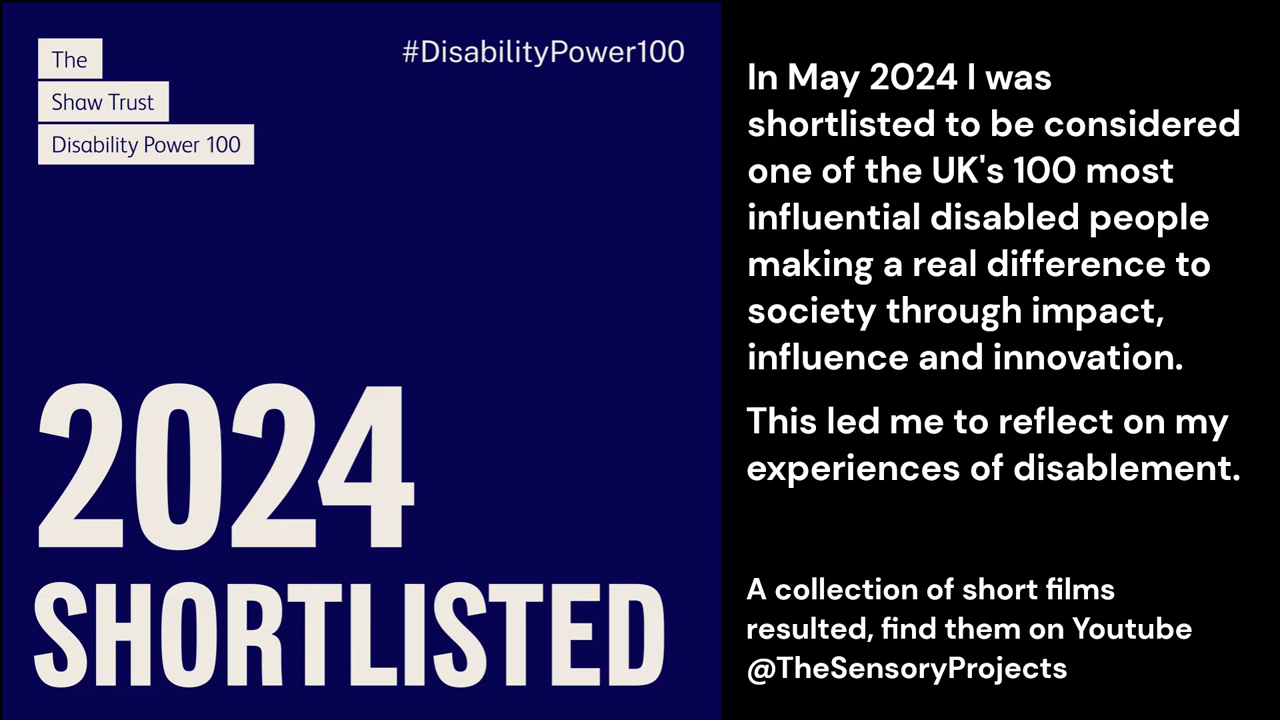 The
Shaw Trust
Disability Power 100
#DisabilityPower100
2024
SHORTLISTED
In May 2024 I was
shortlisted to be considered
one of the UK's 100 most
influential disabled people
making a real difference to
society through impact,
influence and innovation.
This led me to reflect on my
experiences of disablement.
A collection of short films
resulted, find them on Youtube
@TheSensoryProjects